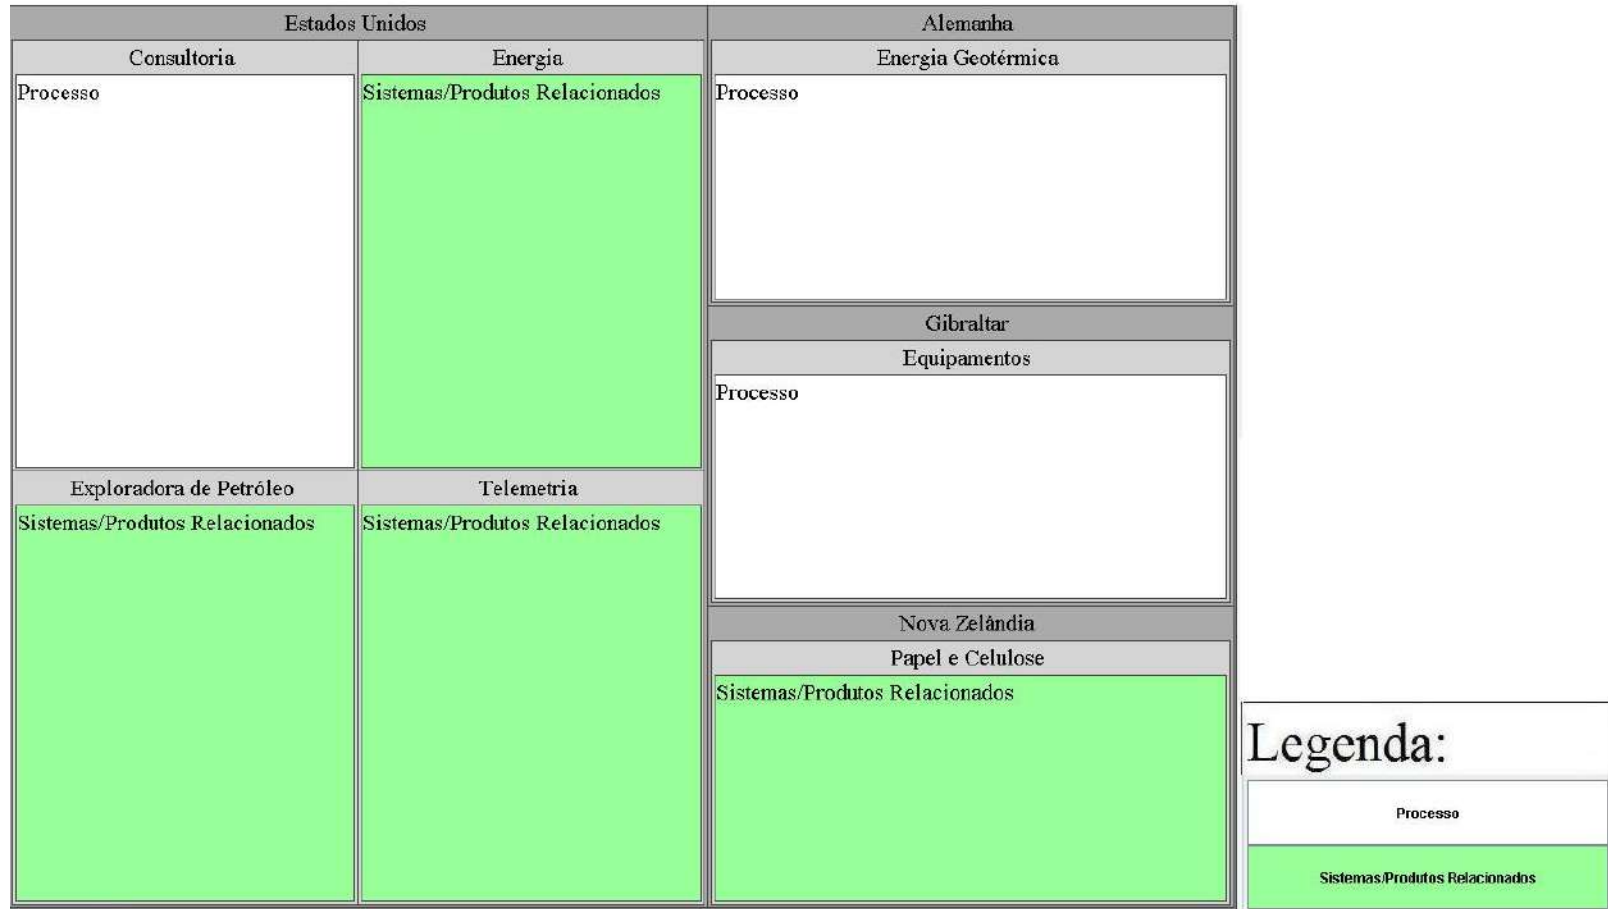 Estados Unidos
Consultoria
Energia
Processo
Sistemas/Produtos Relacionados
Exploradora de Petróleo
Telemetria
Sistemas/Produtos Relacionados
Sistemas/Produtos Relacionados
Alemanha
Energia Geotérmica
Processo
Gibraltar
Equipamentos
Processo
Nova Zelândia
Papel e Celulose
Sistemas/Produtos Relacionados
Legenda:
Processo
Sistemas/Produtos Relacionados